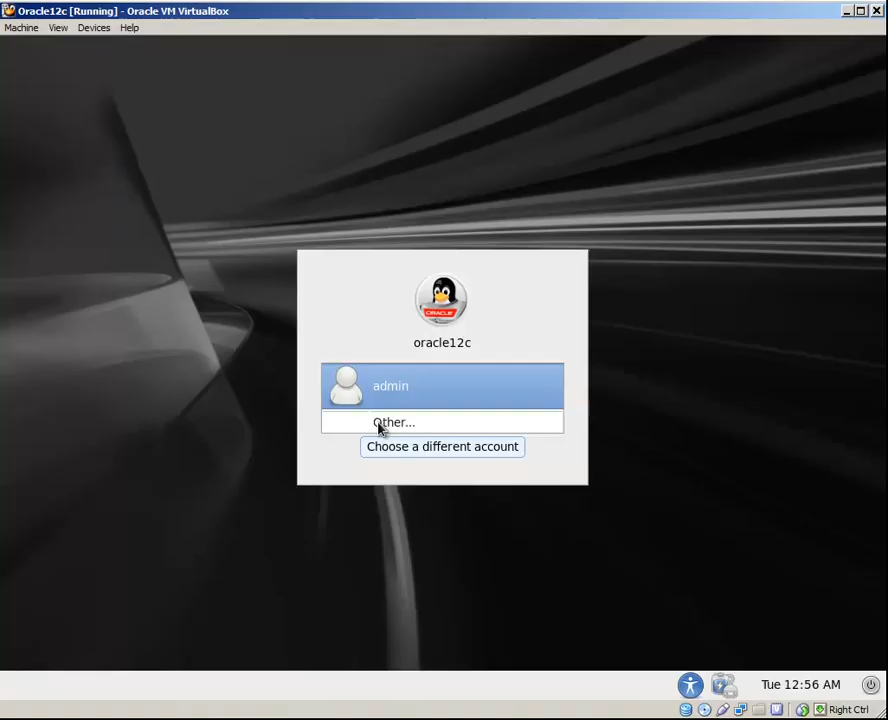 Oracle12c [Running] - Oracle VM VirtualBox
Machine View Devices Help
ORACLE
oracle12c
admin
Other...
Choose a different account
Tue 12:56 AM
Right Ctrl